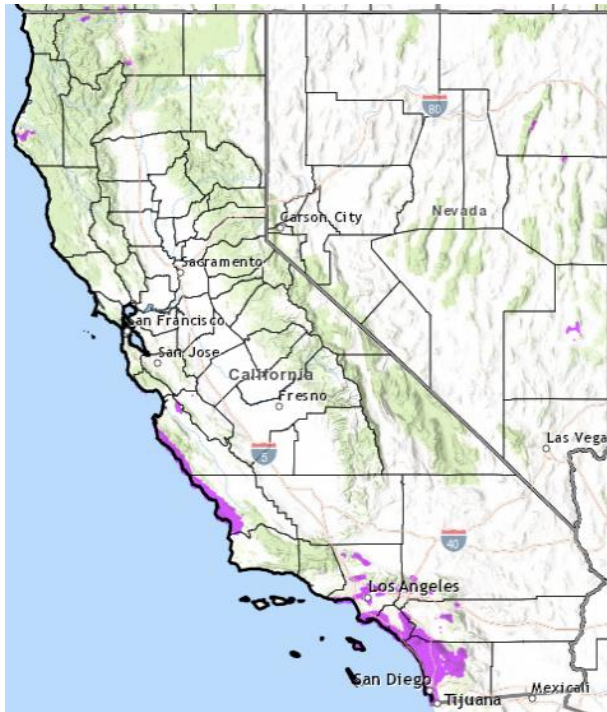 80
Carson City
Nevada
Sacramento
San Francisco
San Jose
California
Fresno
5
Las Vega
40
Los Angeles
San Diego
Tijuana
Mexicali